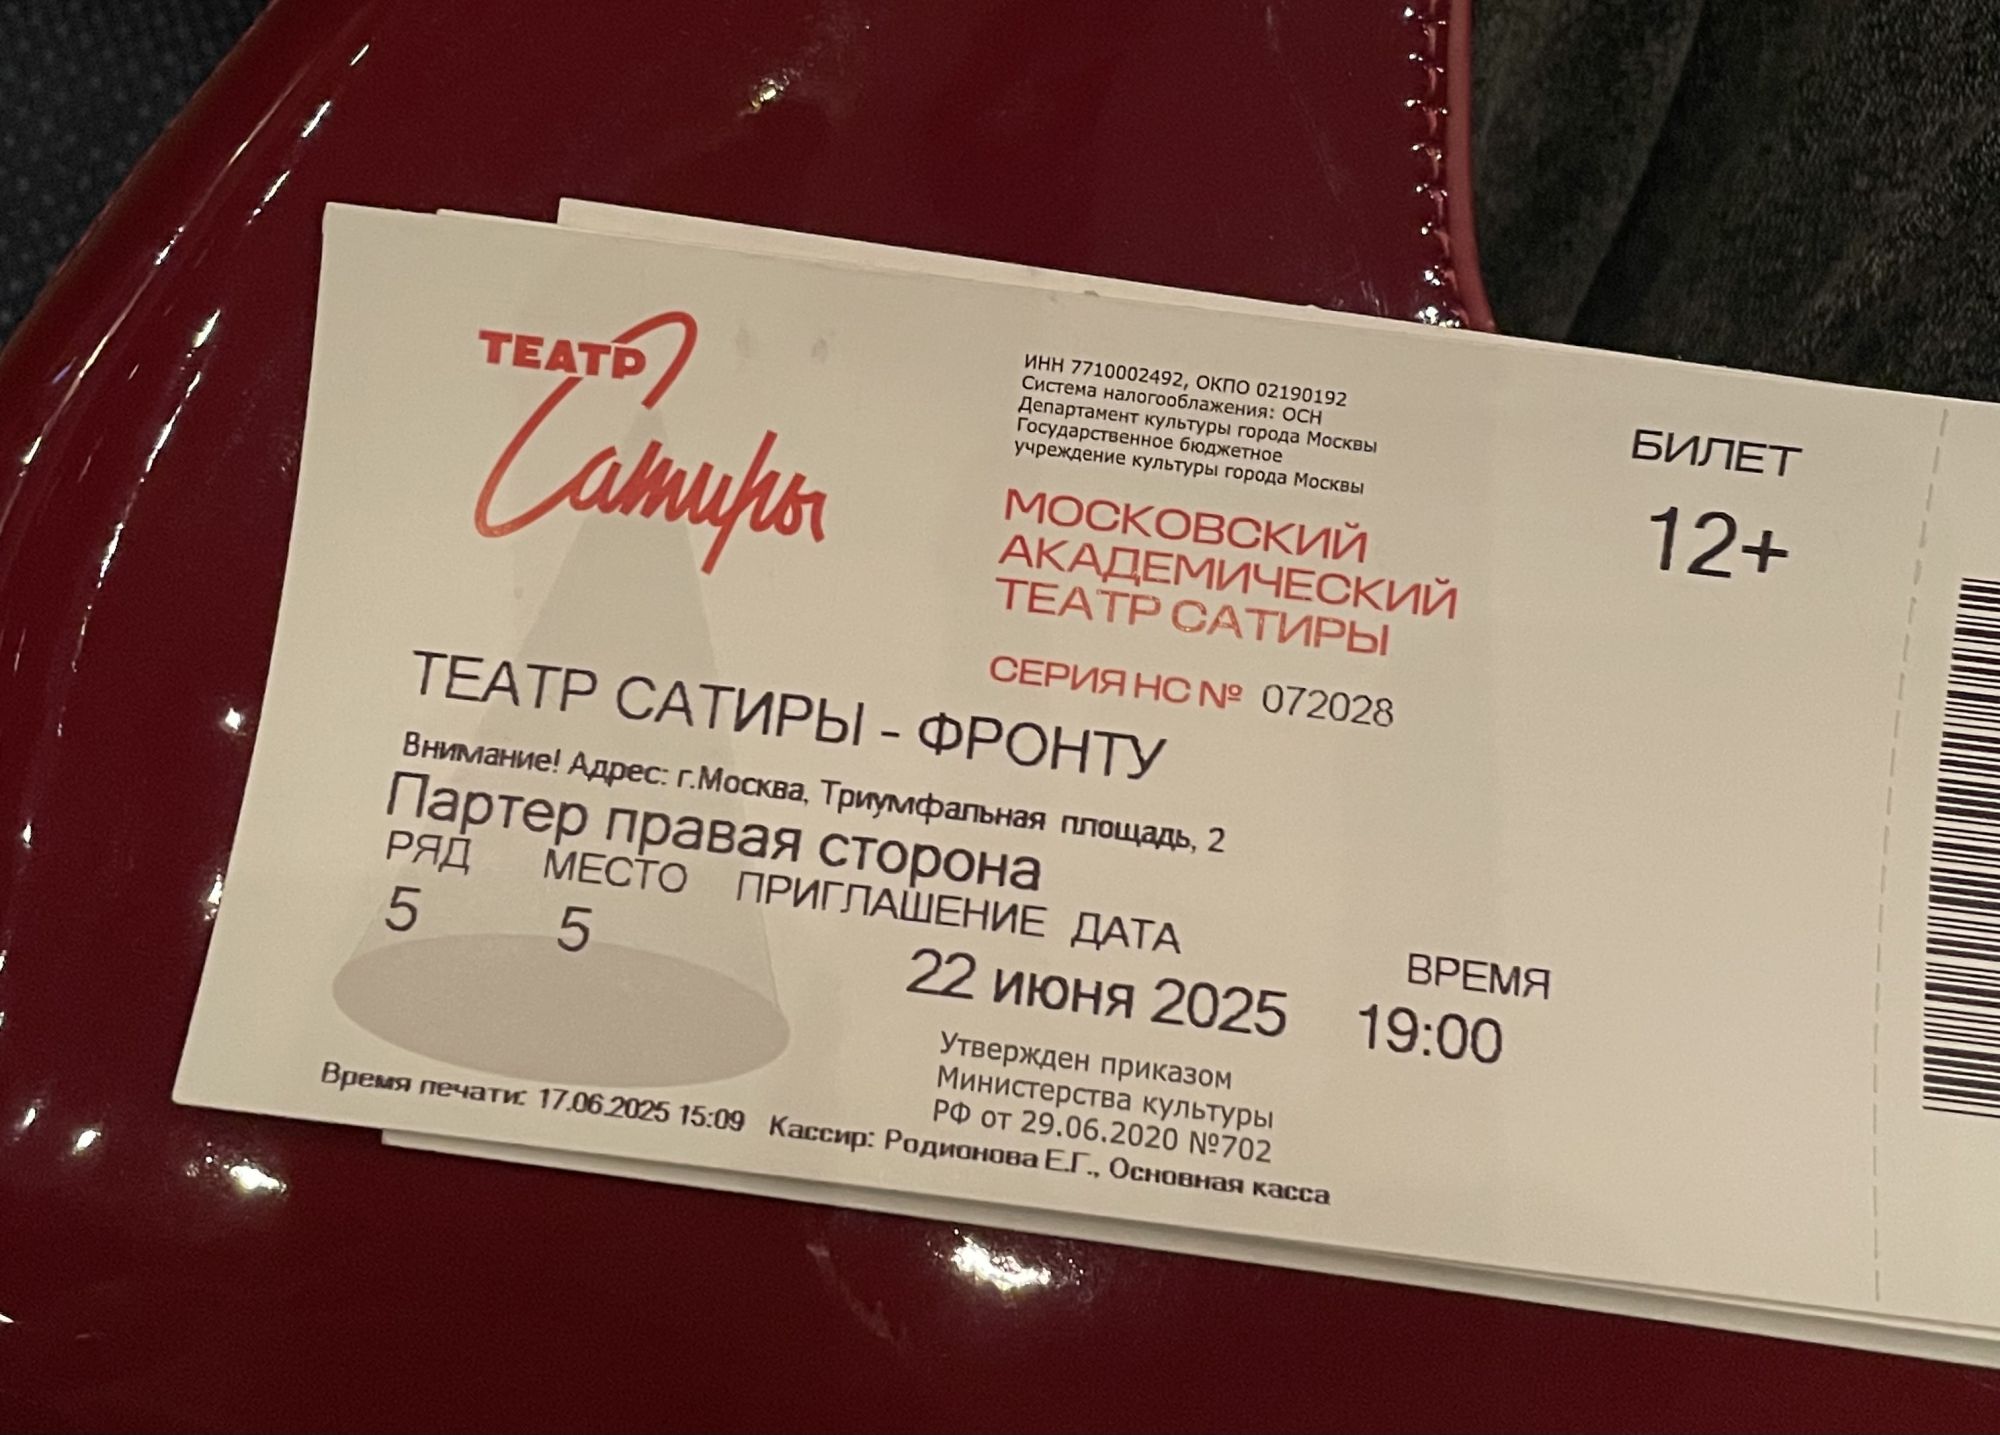 ТЕАТР
Сатиры
ИНН 7710002492, ОКПО 02190192
Система налогообложения: ОСН
Департамент культуры города Москвы
Государственное бюджетное
учреждение культуры города Москвы
МОСКОВСКИЙ
АКАДЕМИЧЕСКИЙ
ТЕАТР САТИРЫ
СЕРИЯ НС № 072028
БИЛЕТ
12+
ТЕАТР САТИРЫ - ФРОНТУ
Внимание! Адрес: г.Москва, Триумфальная площадь, 2
Партер правая сторона
РЯД МЕСТО ПРИГЛАШЕНИЕ ДАТА ВРЕМЯ
5 5 22 июня 2025 19:00
Утвержден приказом
Министерства культуры
РФ от 29.06.2020 №702
Время печати: 17.06.2025 15:09 Кассир: Родионова Е.Г., Основная касса